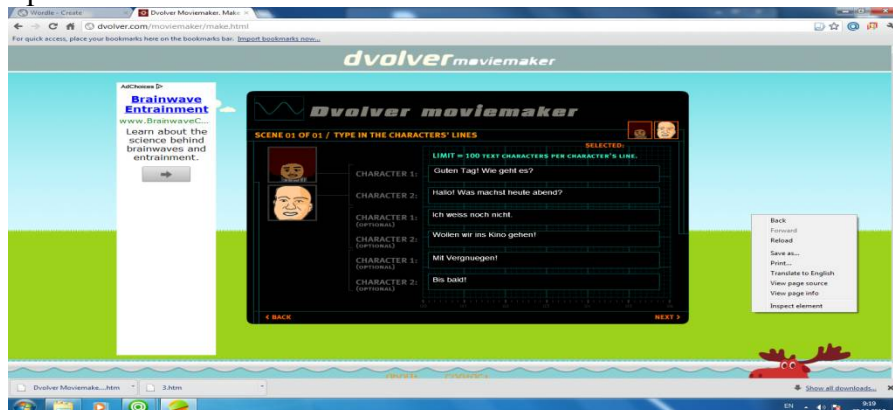 Wordle - Create
Dvolver Moviemaker, Make
dvolver.com/moviemaker/make.html
For quick access, place your bookmarks here on the bookmarks bar. Import bookmarks now...
dvolvermoviemaker
AdChoices
Brainwave
Entrainment
www.BrainwaveC...
Learn about the
science behind
brainwaves and
entrainment.
Dvolver moviemaker
SCENE 01 OF 01 / TYPE IN THE CHARACTERS' LINES
SELECTED:
LIMIT = 100 TEXT CHARACTERS PER CHARACTER'S LINE.
CHARACTER 1: Guten Tag! Wie geht es?
CHARACTER 2: Hallo! Was machst heute abend?
CHARACTER 1: Ich weiss noch nicht.
(OPTIONAL)
CHARACTER 2: Wollen wir ins Kino gehen!
(OPTIONAL)
CHARACTER 1: Mit Vergnuegen!
(OPTIONAL)
CHARACTER 2: Bis bald!
(OPTIONAL)
< BACK
NEXT >
Back
Forward
Reload
Save as...
Print...
Translate to English
View page source
View page info
Inspect element
Dvolver Moviemake....htm
3.htm
Show all downloads...
EN
9:19